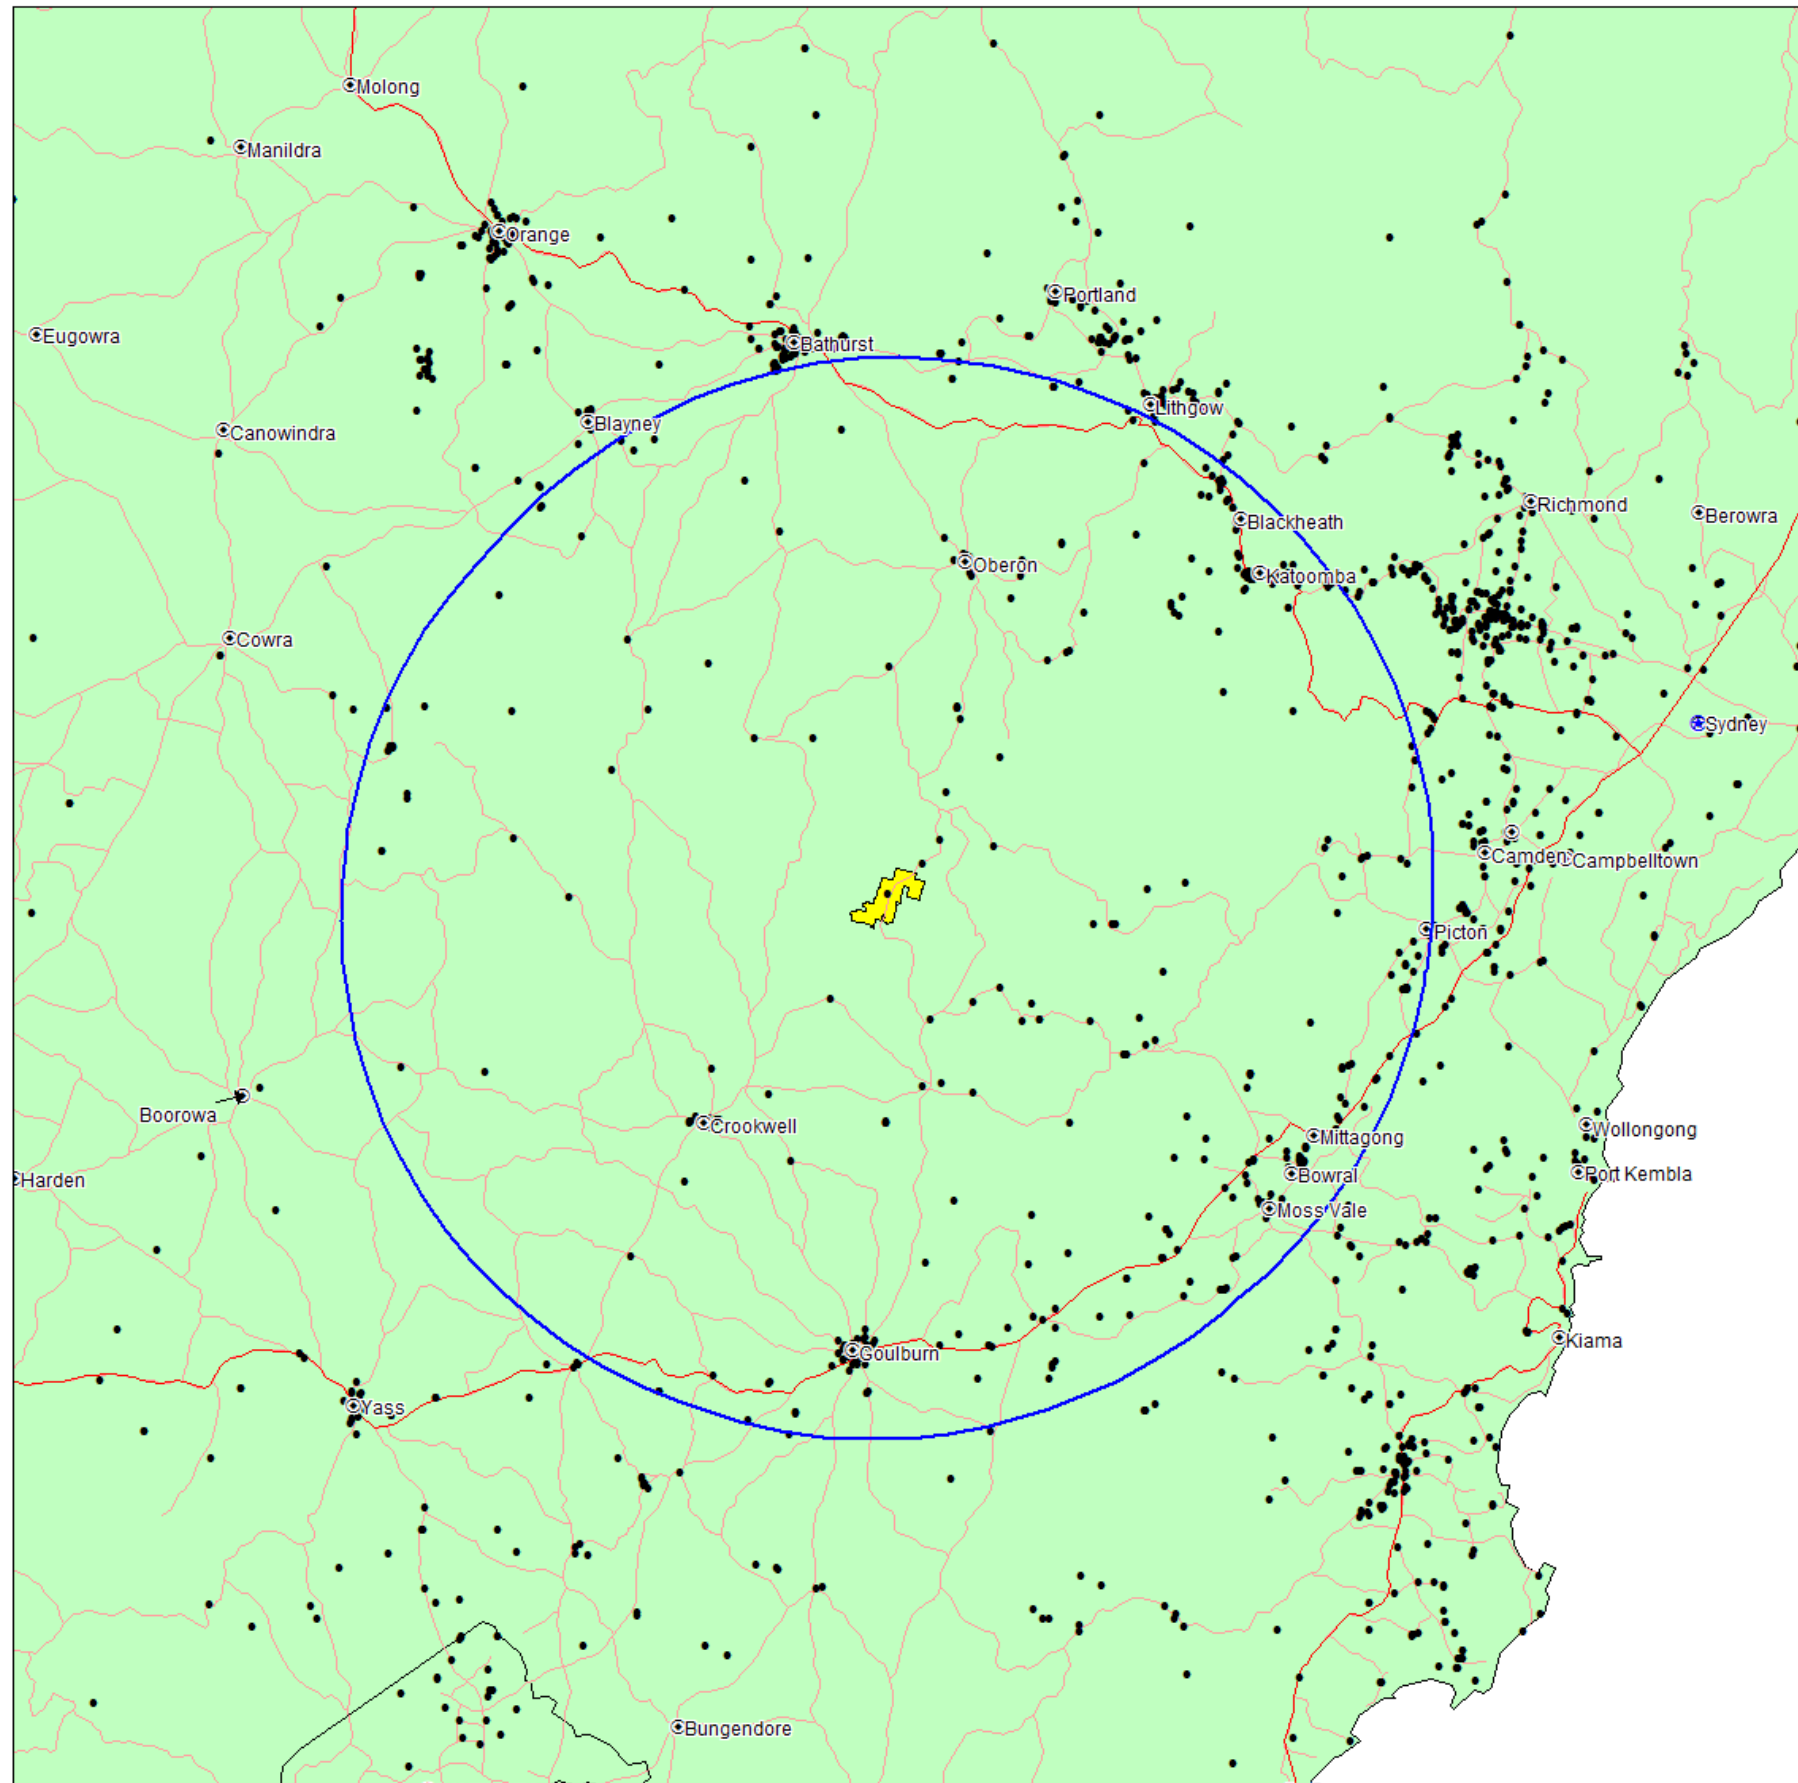 Molong
Manildra
Orange
Portland
Eugowra
Bathurst
Lithgow
Blayney
Canowindra
Richmond
Berowra
Blackheath
Oberon
Katoomba
Cowra
Sydney
Camden
Campbelltown
Picton
Boorowa
Crookwell
Wollongong
Mittagong
Port Kembla
Bowral
Harden
Moss Vale
Kiama
Goulburn
Yass
Bungendore